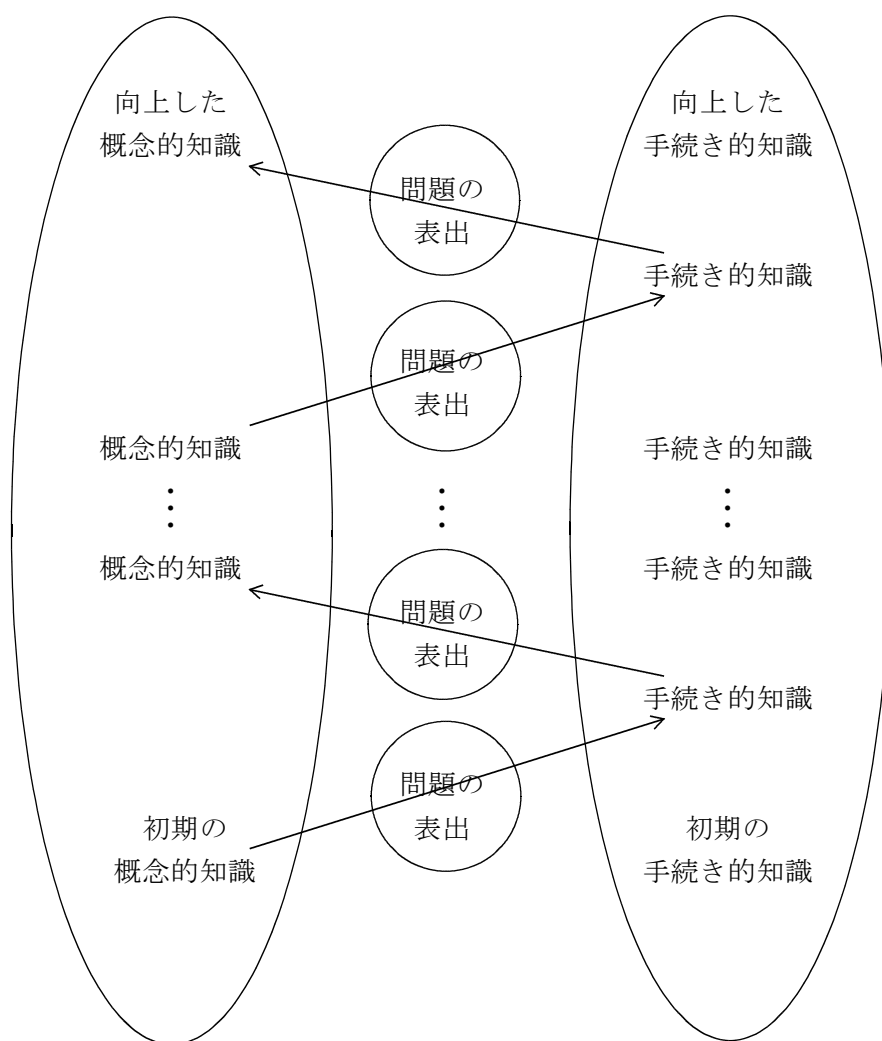 向上した
概念的知識
向上した
手続き的知識
問題の
表出
手続き的知識
問題の
表出
概念的知識
手続き的知識
⋮
⋮
⋮
概念的知識
手続き的知識
問題の
表出
手続き的知識
問題の
表出
初期の
概念的知識
初期の
手続き的知識